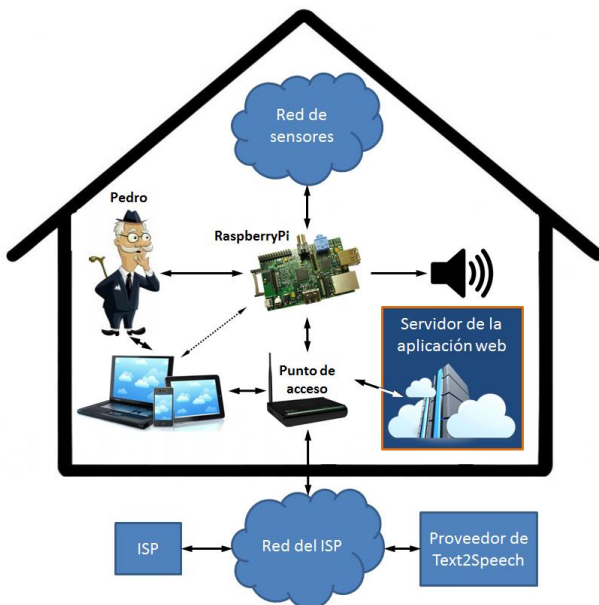 Red de
sensores
Pedro
RaspberryPi
Servidor de la
aplicación web
Punto de
acceso
ISP
Red del ISP
Proveedor de
Text2Speech